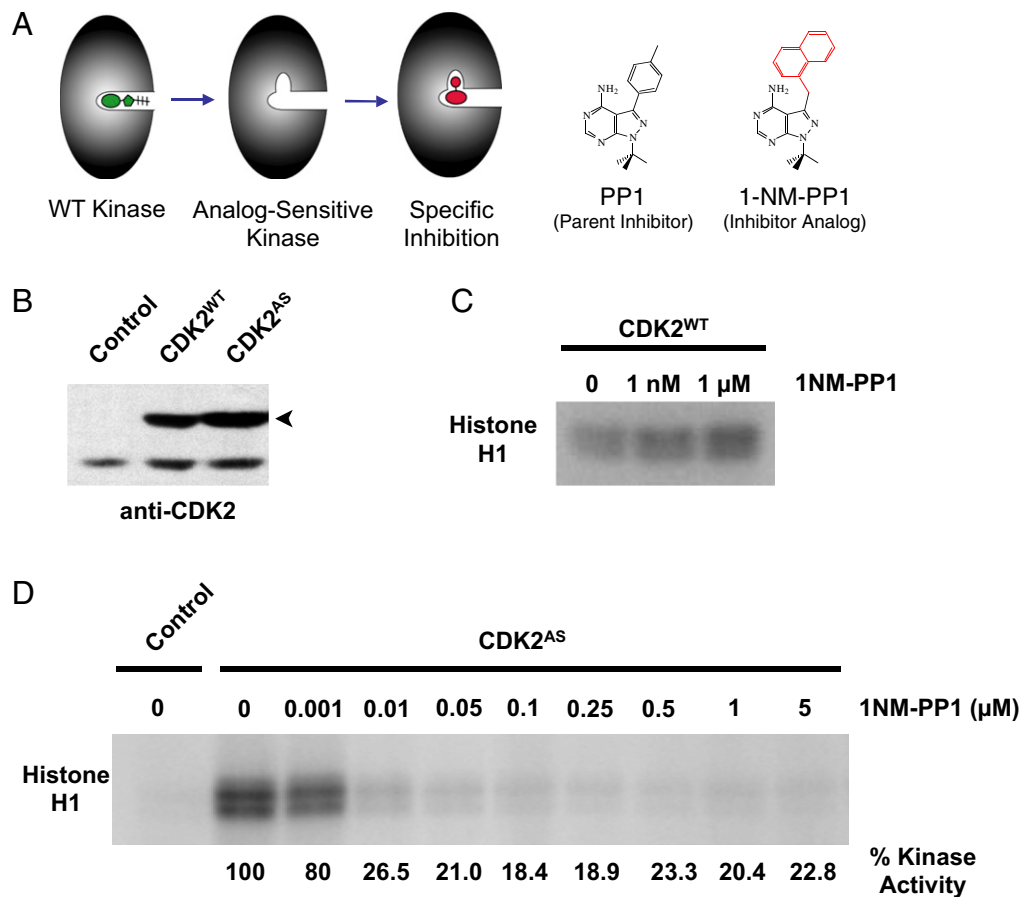 A
WT Kinase
Analog-Sensitive
Kinase
Specific
Inhibition
NH₂
N
N
N
N
PP1
(Parent Inhibitor)
NH₂
N
N
N
N
1-NM-PP1
(Inhibitor Analog)
B
Control
CDK2ᵂᵀ
CDK2ᴬˢ
anti-CDK2
C
CDK2ᵂᵀ
0 1 nM 1 µM 1NM-PP1
Histone
H1
D
Control
CDK2ᴬˢ
0 0 0.001 0.01 0.05 0.1 0.25 0.5 1 5 1NM-PP1 (µM)
Histone
H1
100 80 26.5 21.0 18.4 18.9 23.3 20.4 22.8
% Kinase
Activity